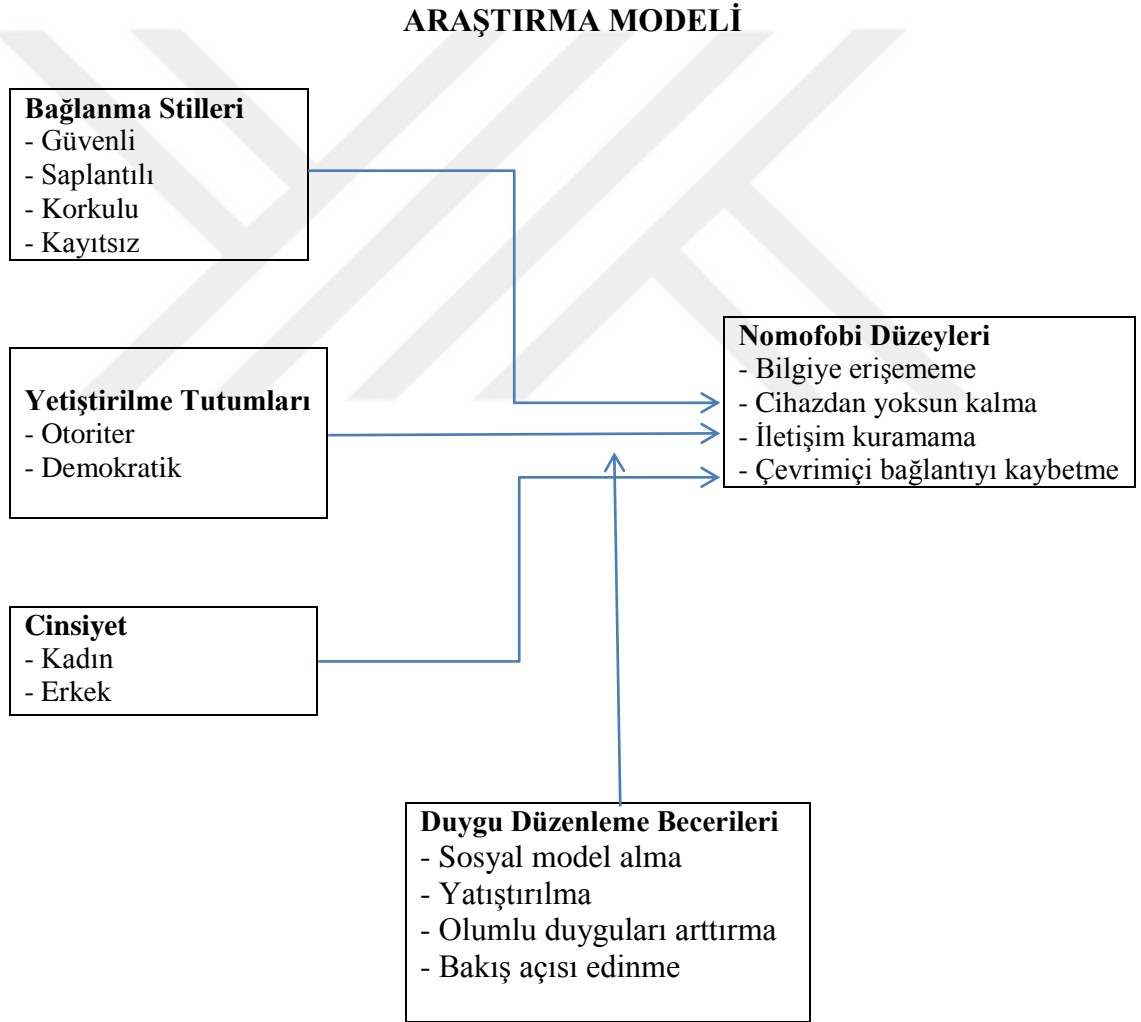 ARAŞTIRMA MODELİ
Bağlanma Stilleri
- Güvenli
- Saplantılı
- Korkulu
- Kayıtsız
Yetiştirilme Tutumları
- Otoriter
- Demokratik
Nomofobi Düzeyleri
- Bilgiye erişememe
- Cihazdan yoksun kalma
- İletişim kuramama
- Çevrimiçi bağlantıyı kaybetme
Cinsiyet
- Kadın
- Erkek
Duygu Düzenleme Becerileri
- Sosyal model alma
- Yatıştırılma
- Olumlu duyguları arttırma
- Bakış açısı edinme